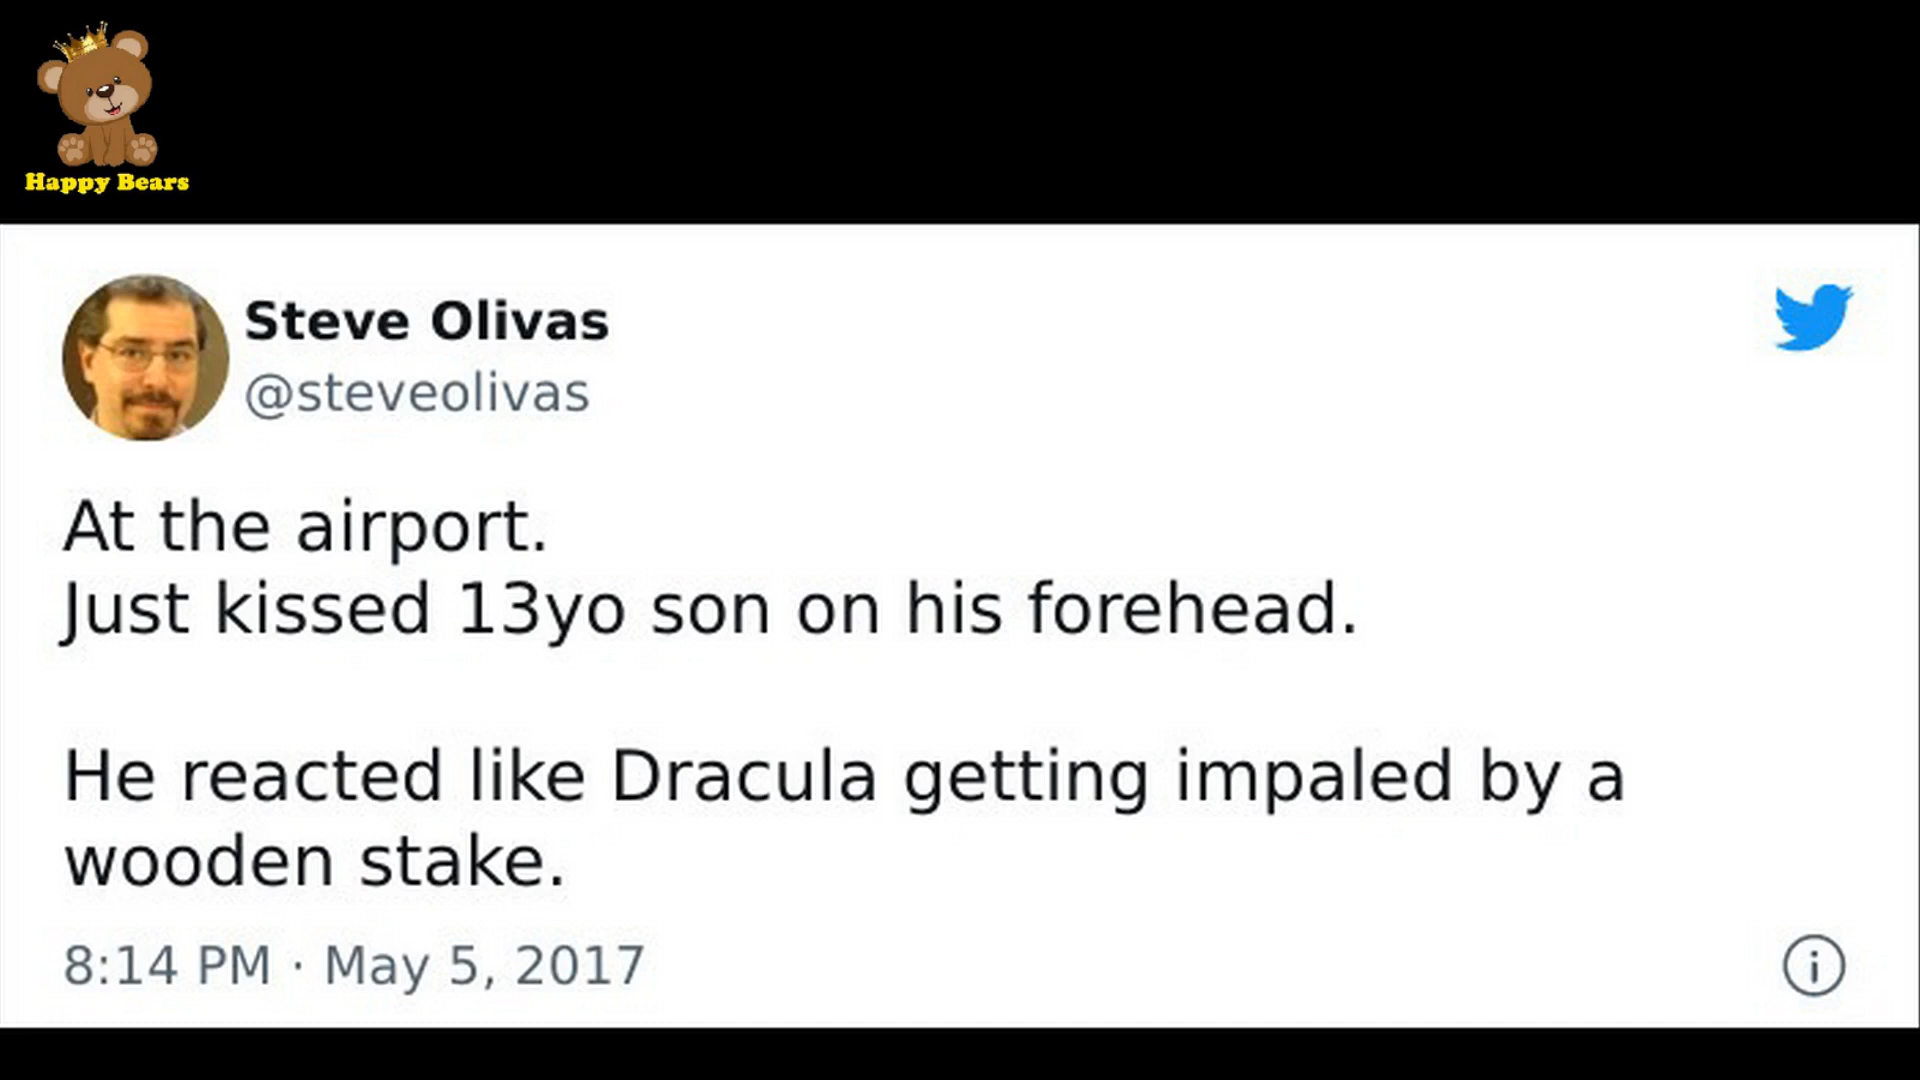 Happy Bears
Steve Olivas
@steveolivas
At the airport.
Just kissed 13yo son on his forehead.
He reacted like Dracula getting impaled by a
wooden stake.
8:14 PM · May 5, 2017